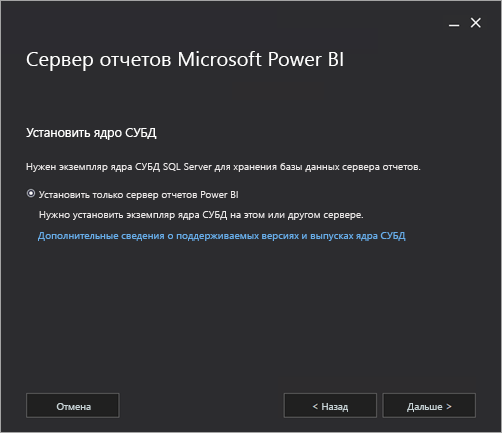 Сервер отчетов Microsoft Power BI
Установить ядро СУБД
Нужен экземпляр ядра СУБД SQL Server для хранения базы данных сервера отчетов.
Установить только сервер отчетов Power BI
Нужно установить экземпляр ядра СУБД на этом или другом сервере.
Дополнительные сведения о поддерживаемых версиях и выпусках ядра СУБД
Отмена
< Назад
Дальше >